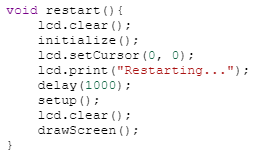 void restart(){
    lcd.clear();
    initialize();
    lcd.setCursor(0, 0);
    lcd.print("Restarting...");
    delay(1000);
    setup();
    lcd.clear();
    drawScreen();
}